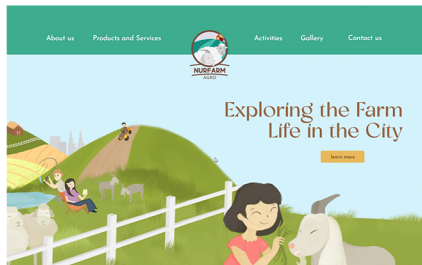 About us
Products and Services
NURFARM
AGRO
Activities
Gallery
Contact us
Exploring the Farm
Life in the City
learn more